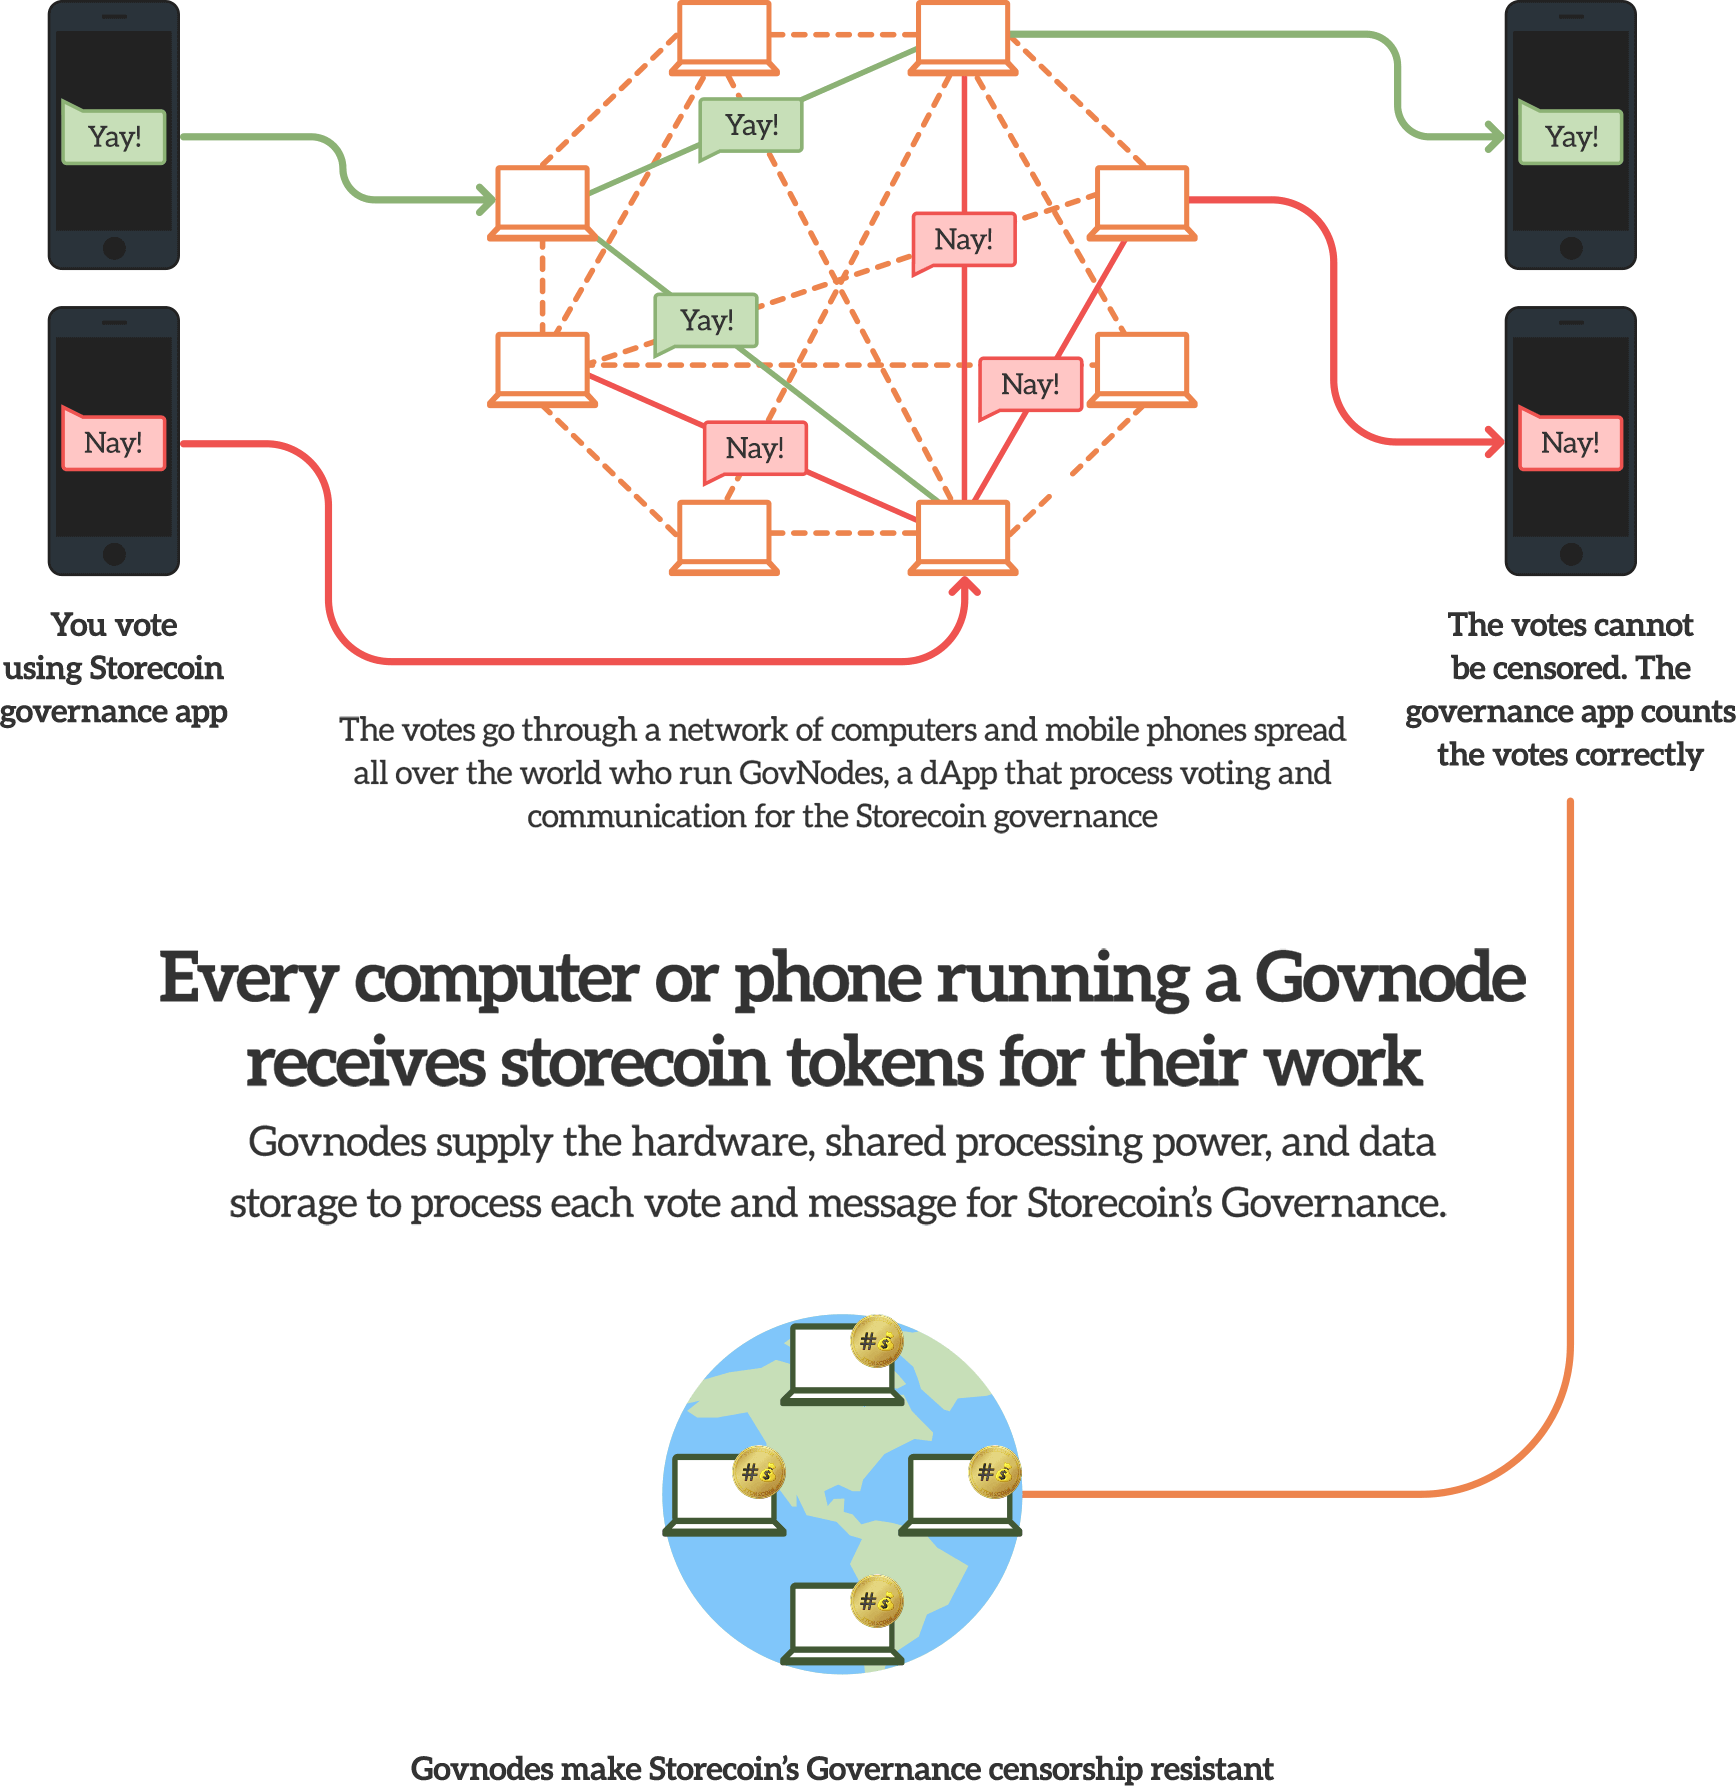 Yay!
Yay!
Yay!
Nay!
Yay!
Nay!
Nay!
Nay!
Nay!
You vote
using Storecoin
governance app
The votes cannot
be censored. The
governance app counts
the votes correctly
The votes go through a network of computers and mobile phones spread
all over the world who run GovNodes, a dApp that process voting and
communication for the Storecoin governance
Every computer or phone running a Govnode
receives storecoin tokens for their work
Govnodes supply the hardware, shared processing power, and data
storage to process each vote and message for Storecoin’s Governance.
#
#
#
#
Govnodes make Storecoin’s Governance censorship resistant